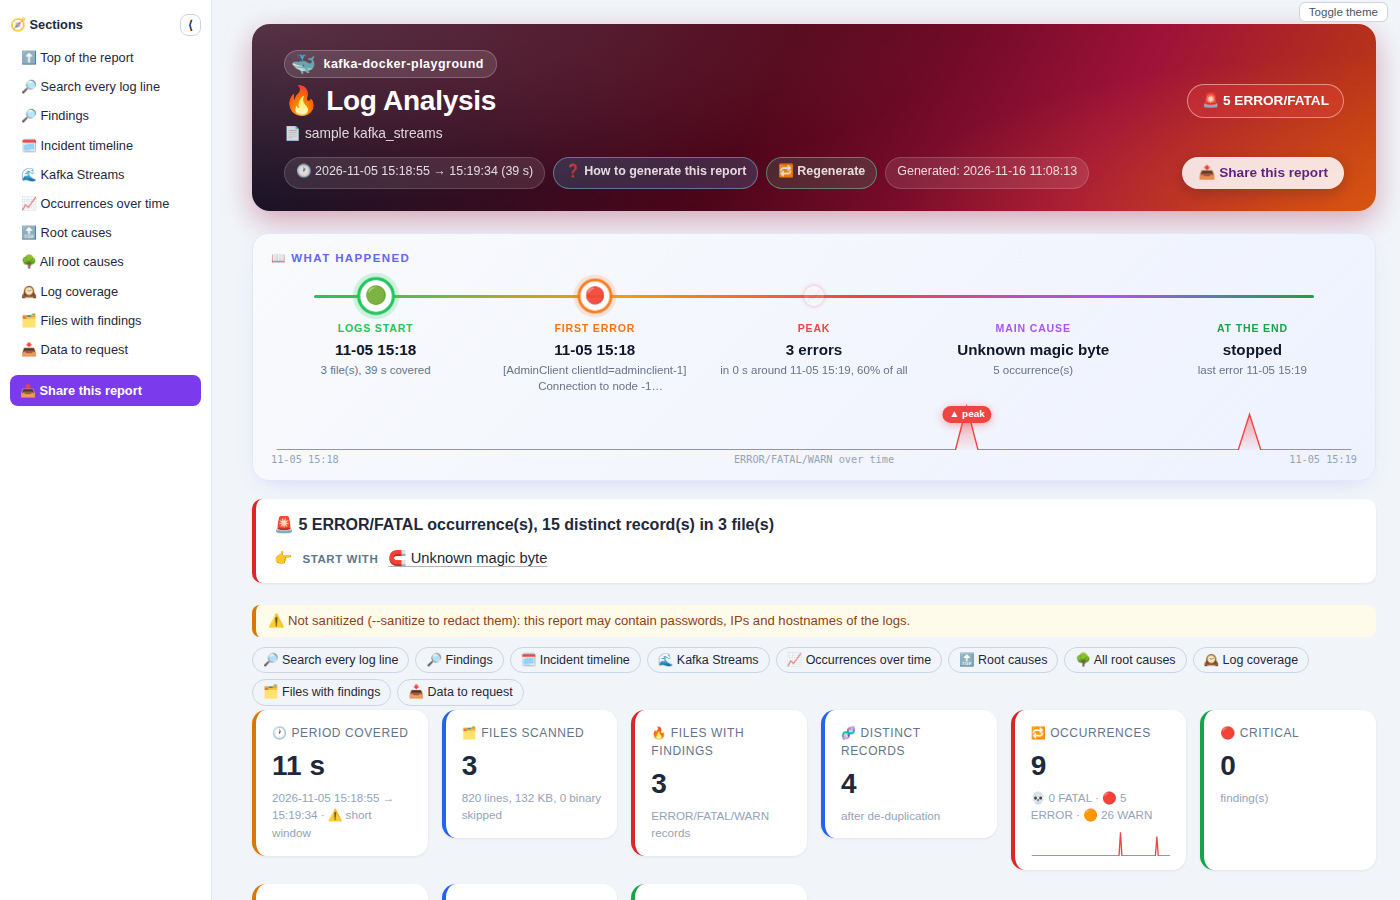 Sections
⟨
Top of the report
Search every log line
Findings
Incident timeline
Kafka Streams
Occurrences over time
Root causes
All root causes
Log coverage
Files with findings
Data to request
Share this report
Toggle theme
kafka-docker-playground
Log Analysis
sample kafka_streams
5 ERROR/FATAL
2026-11-05 15:18:55 → 15:19:34 (39 s)
How to generate this report
Regenerate
Generated: 2026-11-16 11:08:13
Share this report
WHAT HAPPENED
LOGS START
11-05 15:18
3 file(s), 39 s covered
FIRST ERROR
11-05 15:18
[AdminClient clientId=adminclient-1]
Connection to node -1…
PEAK
3 errors
in 0 s around 11-05 15:19, 60% of all
MAIN CAUSE
Unknown magic byte
5 occurrence(s)
AT THE END
stopped
last error 11-05 15:19
▲ peak
11-05 15:18
ERROR/FATAL/WARN over time
11-05 15:19
5 ERROR/FATAL occurrence(s), 15 distinct record(s) in 3 file(s)
START WITH Unknown magic byte
Not sanitized (--sanitize to redact them): this report may contain passwords, IPs and hostnames of the logs.
Search every log line
Findings
Incident timeline
Kafka Streams
Occurrences over time
Root causes
All root causes
Log coverage
Files with findings
Data to request
PERIOD COVERED
11 s
2026-11-05 15:18:55 →
15:19:34 · ⚠️ short
window
FILES SCANNED
3
820 lines, 132 KB, 0 binary
skipped
FILES WITH
FINDINGS
3
ERROR/FATAL/WARN
records
DISTINCT
RECORDS
4
after de-duplication
OCCURRENCES
9
0 FATAL · 5
ERROR · 26 WARN
CRITICAL
0
finding(s)